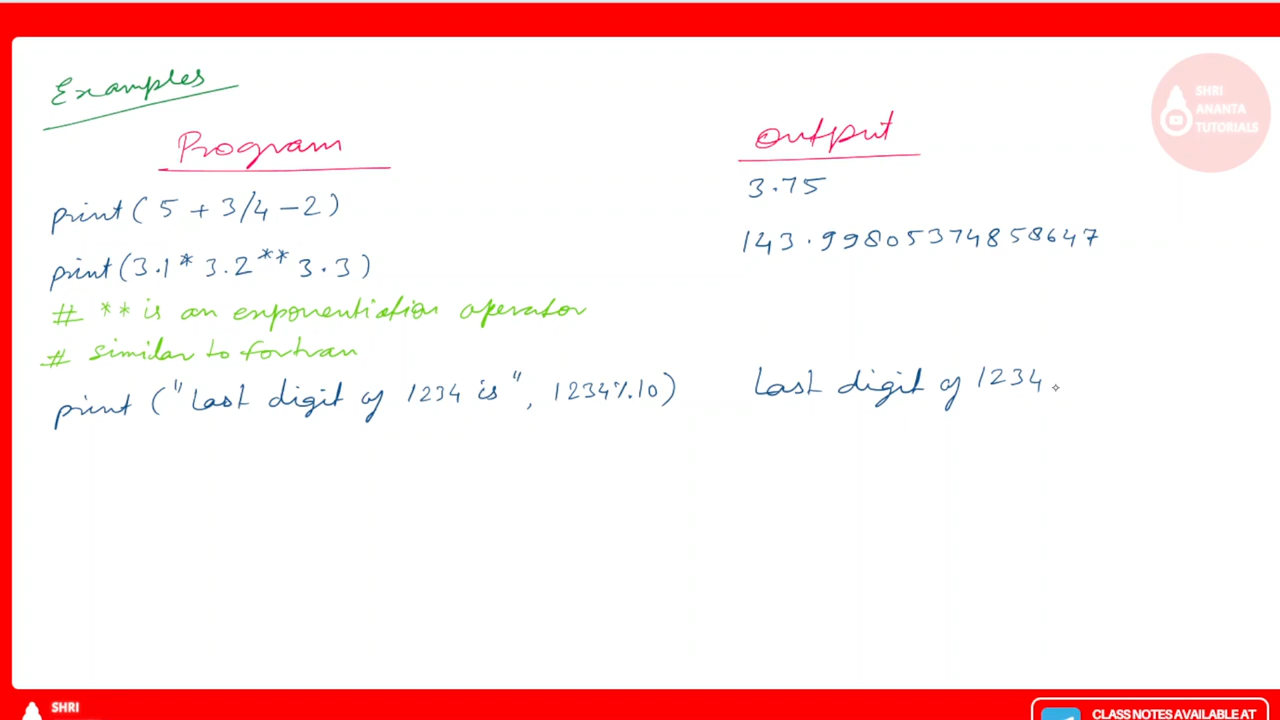 Examples
SHRI
ANANTA
TUTORIALS
Program
Output
print(5 + 3/4 - 2)
3.75
print(3.1 * 3.2 ** 3.3)
143.99805374858647
# ** is an exponentiation operator
# similar to fortran
print ("Last digit of 1234 is", 1234%10)
Last digit of 1234
SHRI
CLASS NOTES AVAILABLE AT